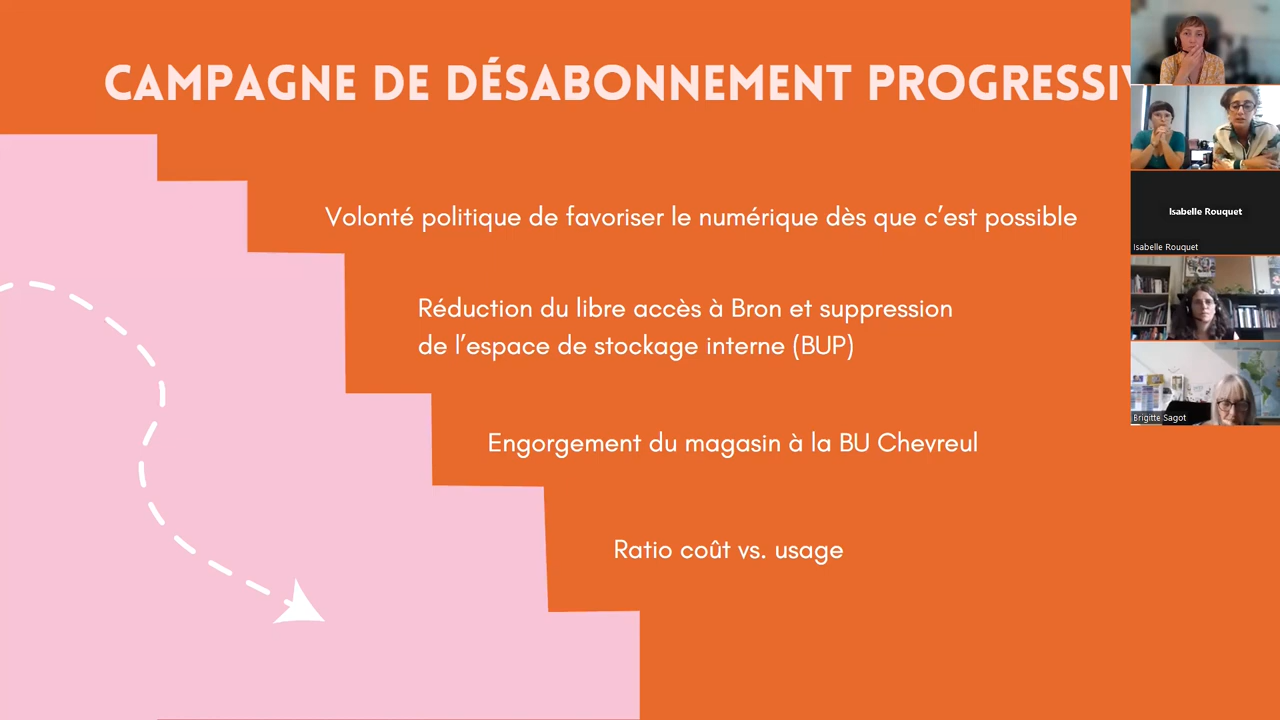 CAMPAGNE DE DÉSABONNEMENT PROGRESSIV
Volonté politique de favoriser le numérique dès que c’est possible
Réduction du libre accès à Bron et suppression
de l’espace de stockage interne (BUP)
Engorgement du magasin à la BU Chevreul
Ratio coût vs. usage
Isabelle Rouquet
Isabelle Rouquet
Brigitte Sagot